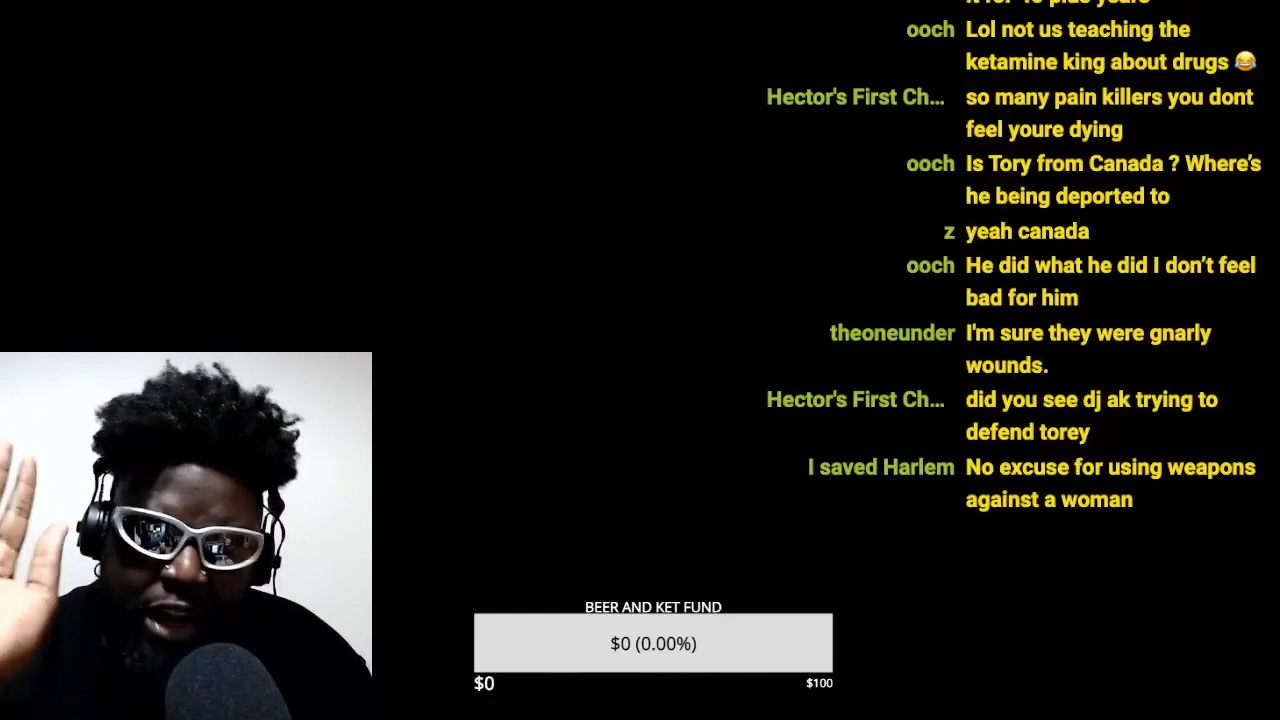 ooch Lol not us teaching the
ketamine king about drugs 😂
Hector's First Ch... so many pain killers you dont
feel youre dying
ooch Is Tory from Canada ? Where’s
he being deported to
z yeah canada
ooch He did what he did I don’t feel
bad for him
theoneunder I'm sure they were gnarly
wounds.
Hector's First Ch... did you see dj ak trying to
defend torey
I saved Harlem No excuse for using weapons
against a woman
BEER AND KET FUND
$0 (0.00%)
$0 $100